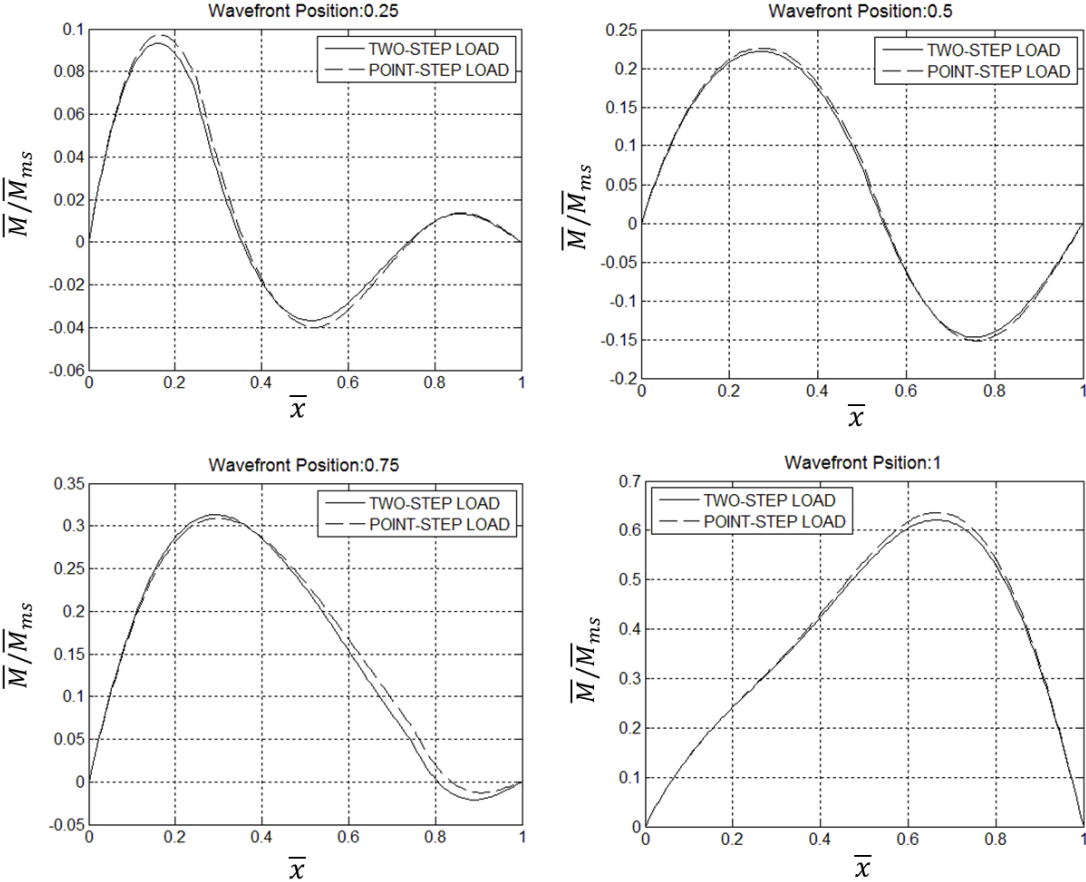 Wavefront Position:0.25
0.1
0.08
0.06
0.04
0.02
0
-0.02
-0.04
-0.06
0 0.2 0.4 0.6 0.8 1
TWO-STEP LOAD
POINT-STEP LOAD
M̅/M̅ₘₛ
x̅
Wavefront Position:0.5
0.25
0.2
0.15
0.1
0.05
0
-0.05
-0.1
-0.15
-0.2
0 0.2 0.4 0.6 0.8 1
TWO-STEP LOAD
POINT-STEP LOAD
M̅/M̅ₘₛ
x̅
Wavefront Position:0.75
0.35
0.3
0.25
0.2
0.15
0.1
0.05
0
-0.05
0 0.2 0.4 0.6 0.8 1
TWO-STEP LOAD
POINT-STEP LOAD
M̅/M̅ₘₛ
x̅
Wavefront Psition:1
0.7
0.6
0.5
0.4
0.3
0.2
0.1
0
0 0.2 0.4 0.6 0.8 1
TWO-STEP LOAD
POINT-STEP LOAD
M̅/M̅ₘₛ
x̅